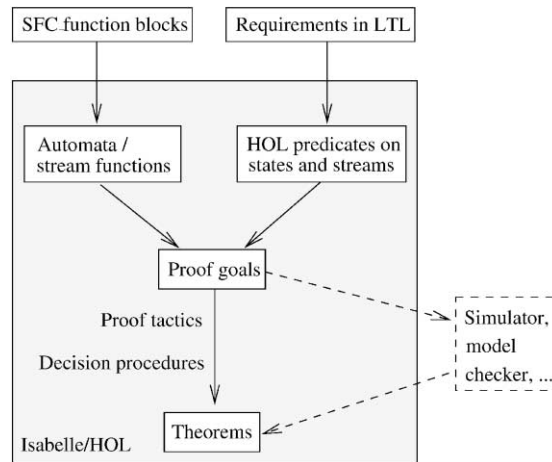 SFC function blocks
Requirements in LTL
Automata /
stream functions
HOL predicates on
states and streams
Proof goals
Proof tactics
Decision procedures
Simulator,
model
checker, ...
Theorems
Isabelle/HOL